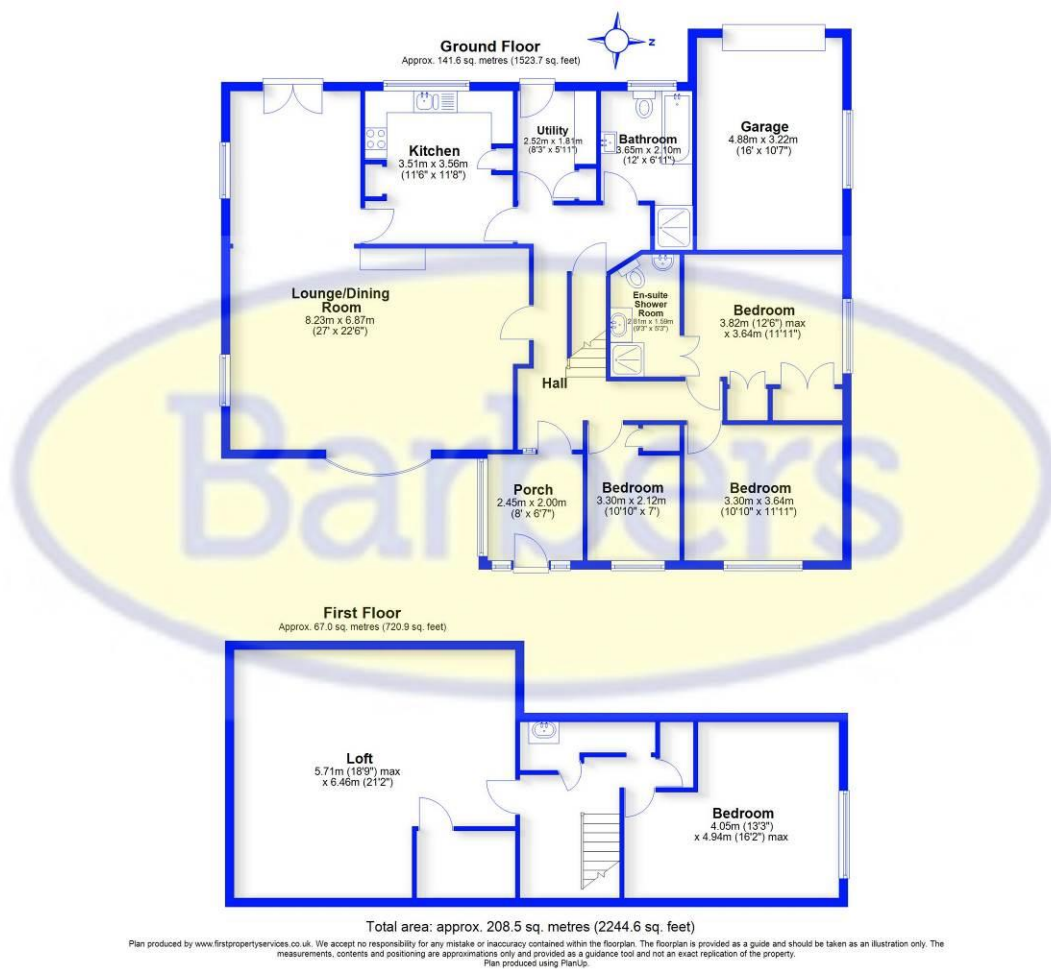 Ground Floor
Approx. 141.6 sq. metres (1523.7 sq. feet)
Z
Utility
2.52m x 1.81m
(8'3" x 5'11")
Bathroom
3.65m x 2.10m
(12' x 6'11")
Garage
4.88m x 3.22m
(16' x 10'7")
Kitchen
3.51m x 3.56m
(11'6" x 11'8")
Lounge/Dining
Room
8.23m x 6.87m
(27' x 22'6")
En-suite
Shower
Room
2.81m x 1.59m
(9'3" x 5'3")
Bedroom
3.82m (12'6") max
x 3.64m (11'11")
Hall
Barbers
Porch
2.45m x 2.00m
(8' x 6'7")
Bedroom
3.30m x 2.12m
(10'10" x 7')
Bedroom
3.30m x 3.64m
(10'10" x 11'11")
First Floor
Approx. 67.0 sq. metres (720.9 sq. feet)
Loft
5.71m (18'9") max
x 6.46m (21'2")
Bedroom
4.05m (13'3")
x 4.94m (16'2") max
Total area: approx. 208.5 sq. metres (2244.6 sq. feet)
Plan produced by www.firstpropertyservices.co.uk. We accept no responsibility for any mistake or inaccuracy contained within the floorplan. The floorplan is provided as a guide and should be taken as an illustration only. The
measurements, contents and positioning are approximations only and provided as a guidance tool and not an exact replication of the property.
Plan produced using PlanUp.